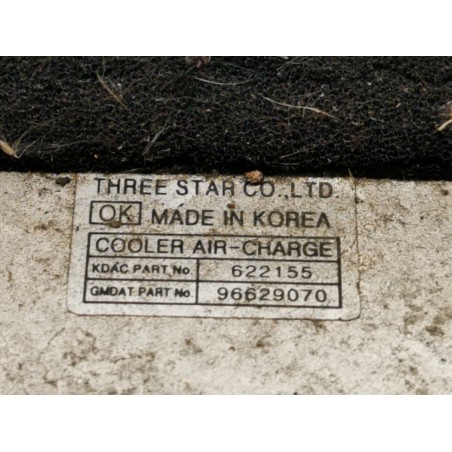 THREE STAR CO.,LTD.
OK MADE IN KOREA
COOLER AIR-CHARGE
KDAC PART No. 622155
GMDAT PART No. 96629070